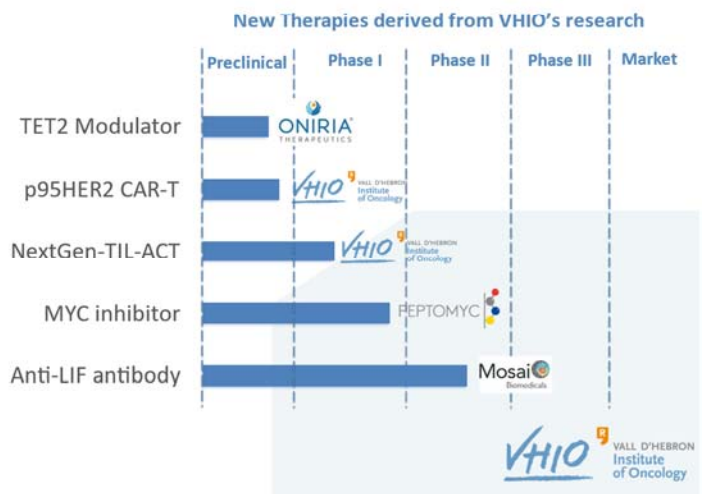 New Therapies derived from VHIO's research
Preclinical Phase I Phase II Phase III Market
TET2 Modulator
ONIRIA
THERAPEUTICS
p95HER2 CAR-T
VHIO
VALL D'HEBRON
Institute
of Oncology
NextGen-TIL-ACT
VHIO
VALL D'HEBRON
Institute
of Oncology
MYC inhibitor
PEPTOMYC
Anti-LIF antibody
Mosaic
Biomedicals
VHIO
R
VALL D'HEBRON
Institute
of Oncology